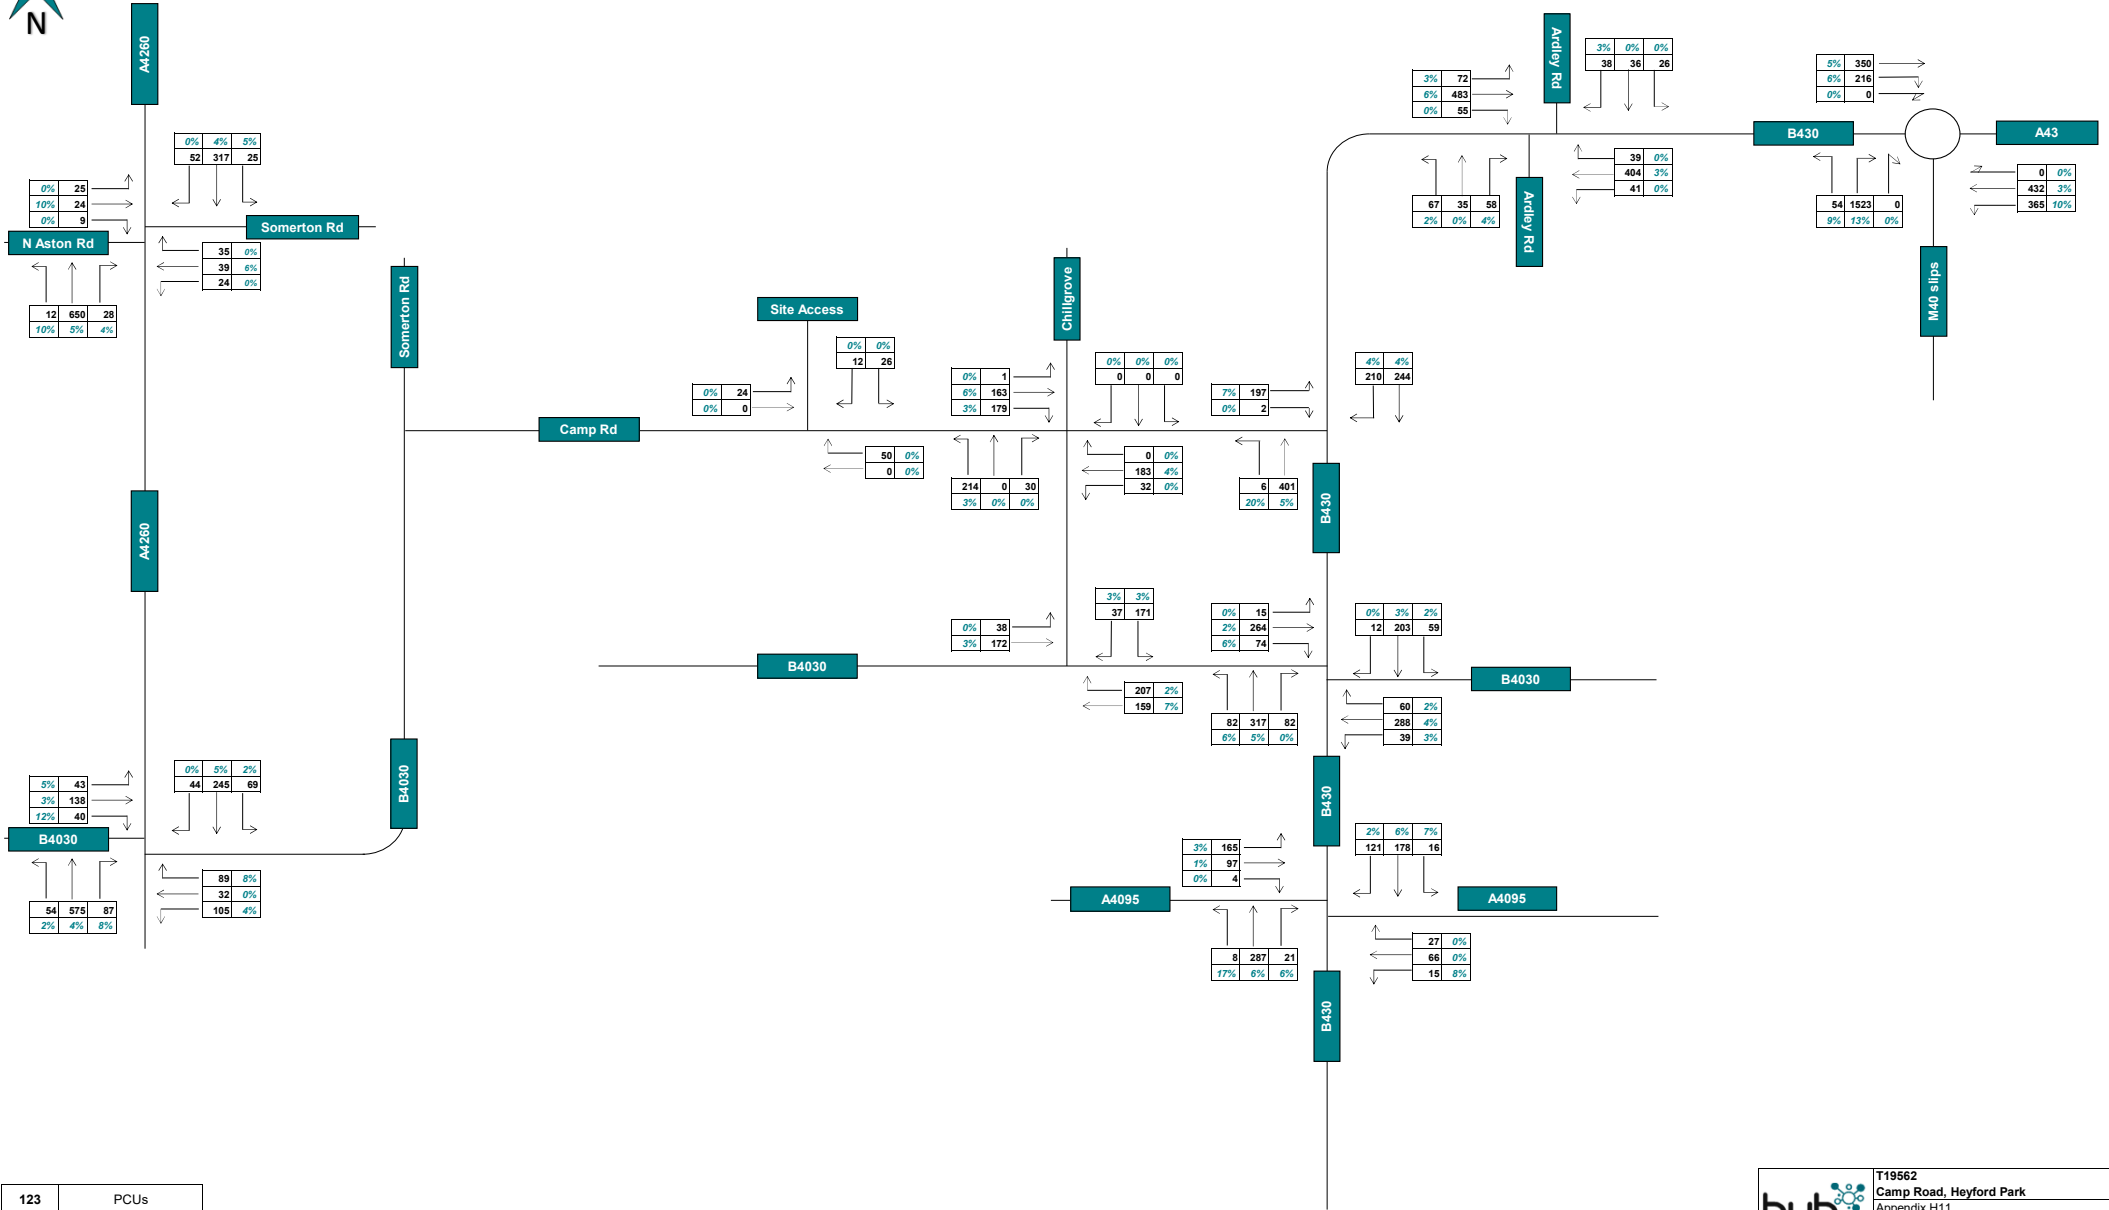 N
A4260
Ardley Rd
3% 0% 0%
38 36 26
5% 350
6% 216
0% 0
3% 72
6% 483
0% 55
B430
A43
0% 4% 5%
52 317 25
39 0%
404 3%
41 0%
0% 25
10% 24
0% 9
67 35 58
2% 0% 4%
Ardley Rd
54 1523 0
9% 13% 0%
0 0%
432 3%
365 10%
Somerton Rd
N Aston Rd
35 0%
39 6%
24 0%
12 650 28
10% 5% 4%
Somerton Rd
Chillgrove
M40 slips
Site Access
0% 0%
12 26
0% 24
0% 0
0% 1
6% 163
3% 179
0% 0% 0%
0 0 0
7% 197
0% 2
4% 4%
210 244
Camp Rd
50 0%
0 0%
214 0 30
3% 0% 0%
0 0%
183 4%
32 0%
6 401
20% 5%
B430
A4260
3% 3%
37 171
0% 38
3% 172
0% 15
2% 264
6% 74
0% 3% 2%
12 203 59
B4030
B4030
207 2%
159 7%
82 317 82
6% 5% 0%
60 2%
288 4%
39 3%
0% 5% 2%
44 245 69
5% 43
3% 138
12% 40
B4030
B430
B4030
2% 6% 7%
121 178 16
3% 165
1% 97
0% 4
89 8%
32 0%
105 4%
54 575 87
2% 4% 8%
A4095
A4095
8 287 21
17% 6% 6%
27 0%
66 0%
15 8%
B430
123 PCUs
T19562
Camp Road, Heyford Park
Appendix H11
hub